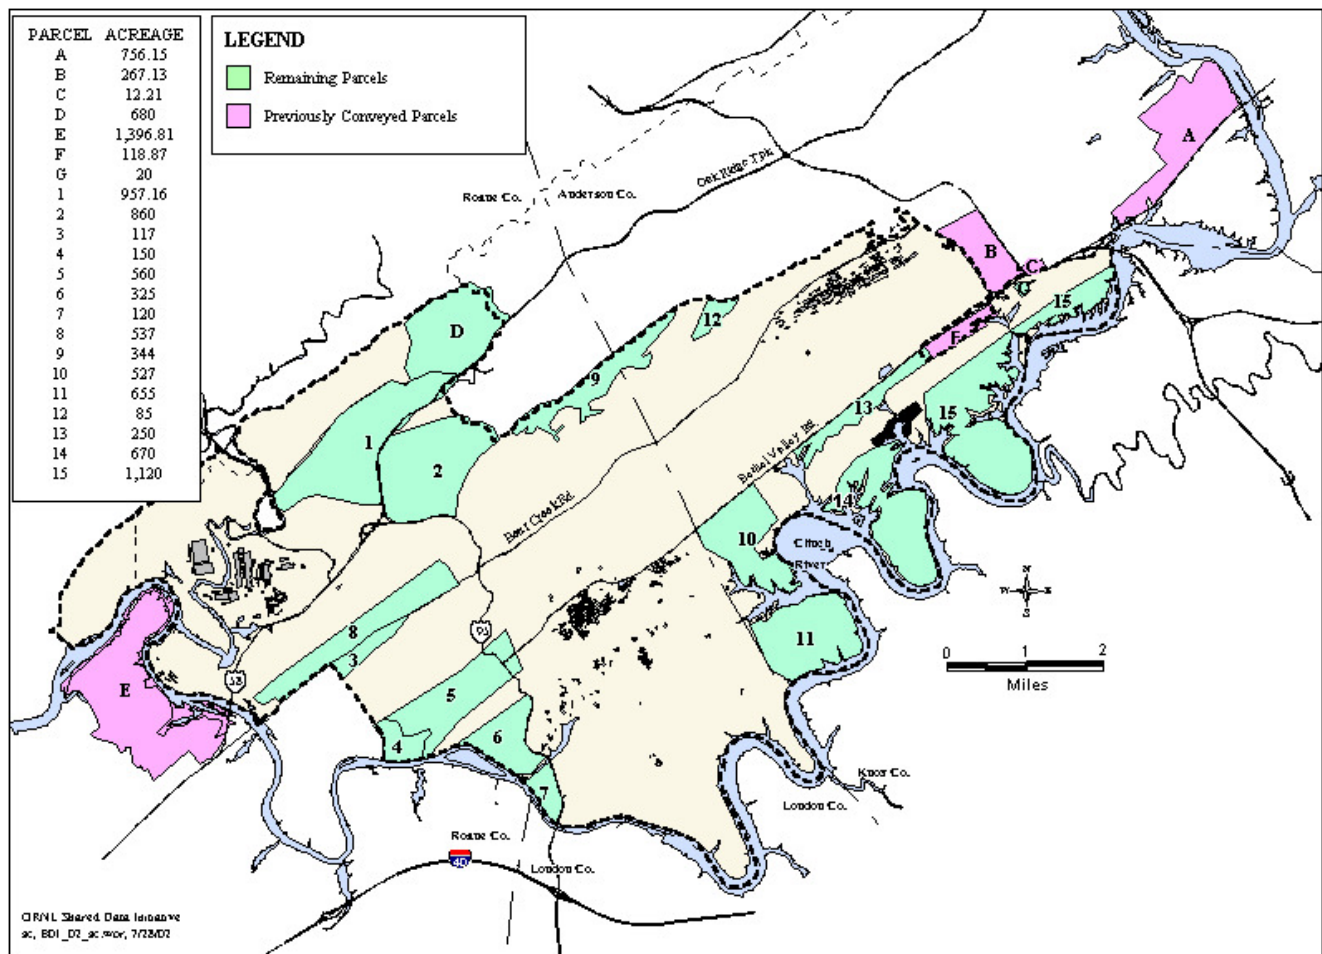 PARCEL ACREAGE
A 756.15
B 267.13
C 12.21
D 680
E 1,396.81
F 118.87
G 20
1 957.16
2 860
3 117
4 150
5 560
6 325
7 120
8 537
9 344
10 527
11 655
12 85
13 250
14 670
15 1,120
LEGEND
Remaining Parcels
Previously Conveyed Parcels
A
Oak Ridge Tpk
Roane Co.
Anderson Co.
B
C
G
15
D
12
F
9
13
15
1
2
Bethel Valley Rd
Bear Creek Rd
14
10
Clinch
River
N
W E
S
95
8
11
3
0 1 2
Miles
58
E
5
6
4
7
Knox Co.
Loudon Co.
Roane Co.
40
Loudon Co.
ORNL Shared Data Initiative